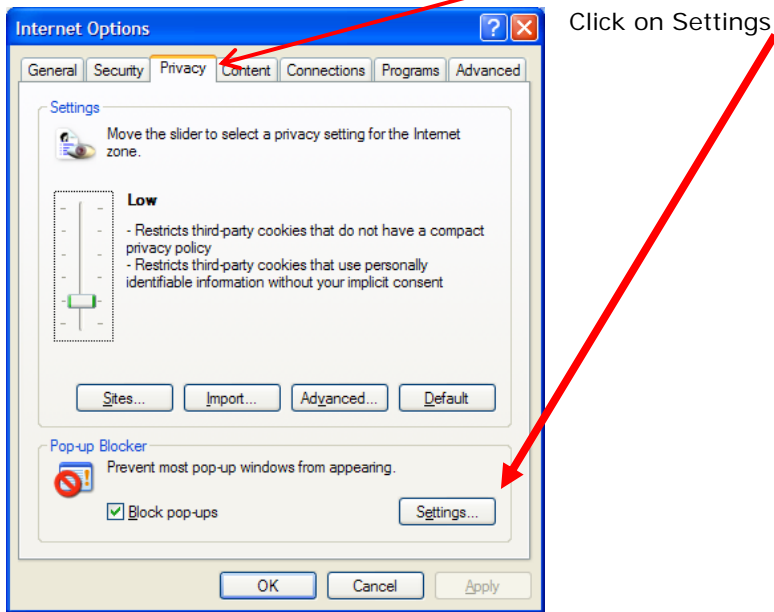 Click on Settings
Internet Options
General Security Privacy Content Connections Programs Advanced
Settings
Move the slider to select a privacy setting for the Internet
zone.
Low
- Restricts third-party cookies that do not have a compact
privacy policy
- Restricts third-party cookies that use personally
identifiable information without your implicit consent
Sites... Import... Advanced... Default
Pop-up Blocker
Prevent most pop-up windows from appearing.
Block pop-ups
Settings...
OK Cancel Apply